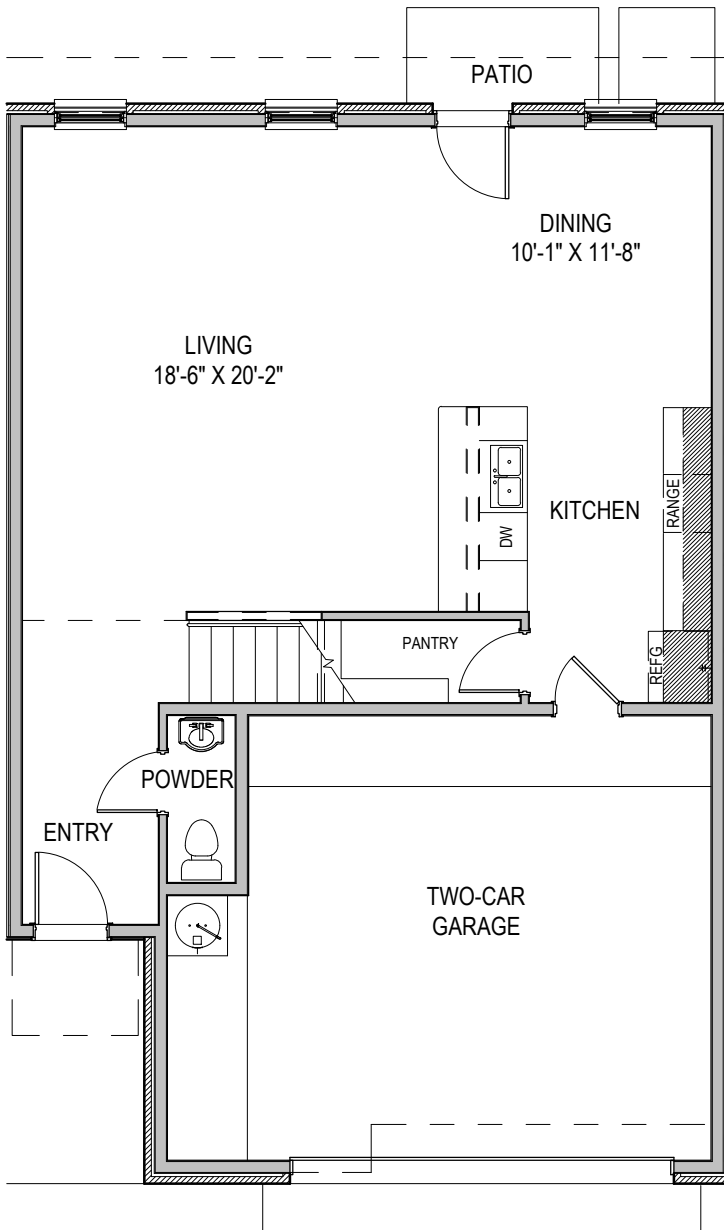 PATIO
DINING
10'-1" X 11'-8"
LIVING
18'-6" X 20'-2"
KITCHEN
RANGE
DW
PANTRY
REFG
POWDER
ENTRY
TWO-CAR
GARAGE